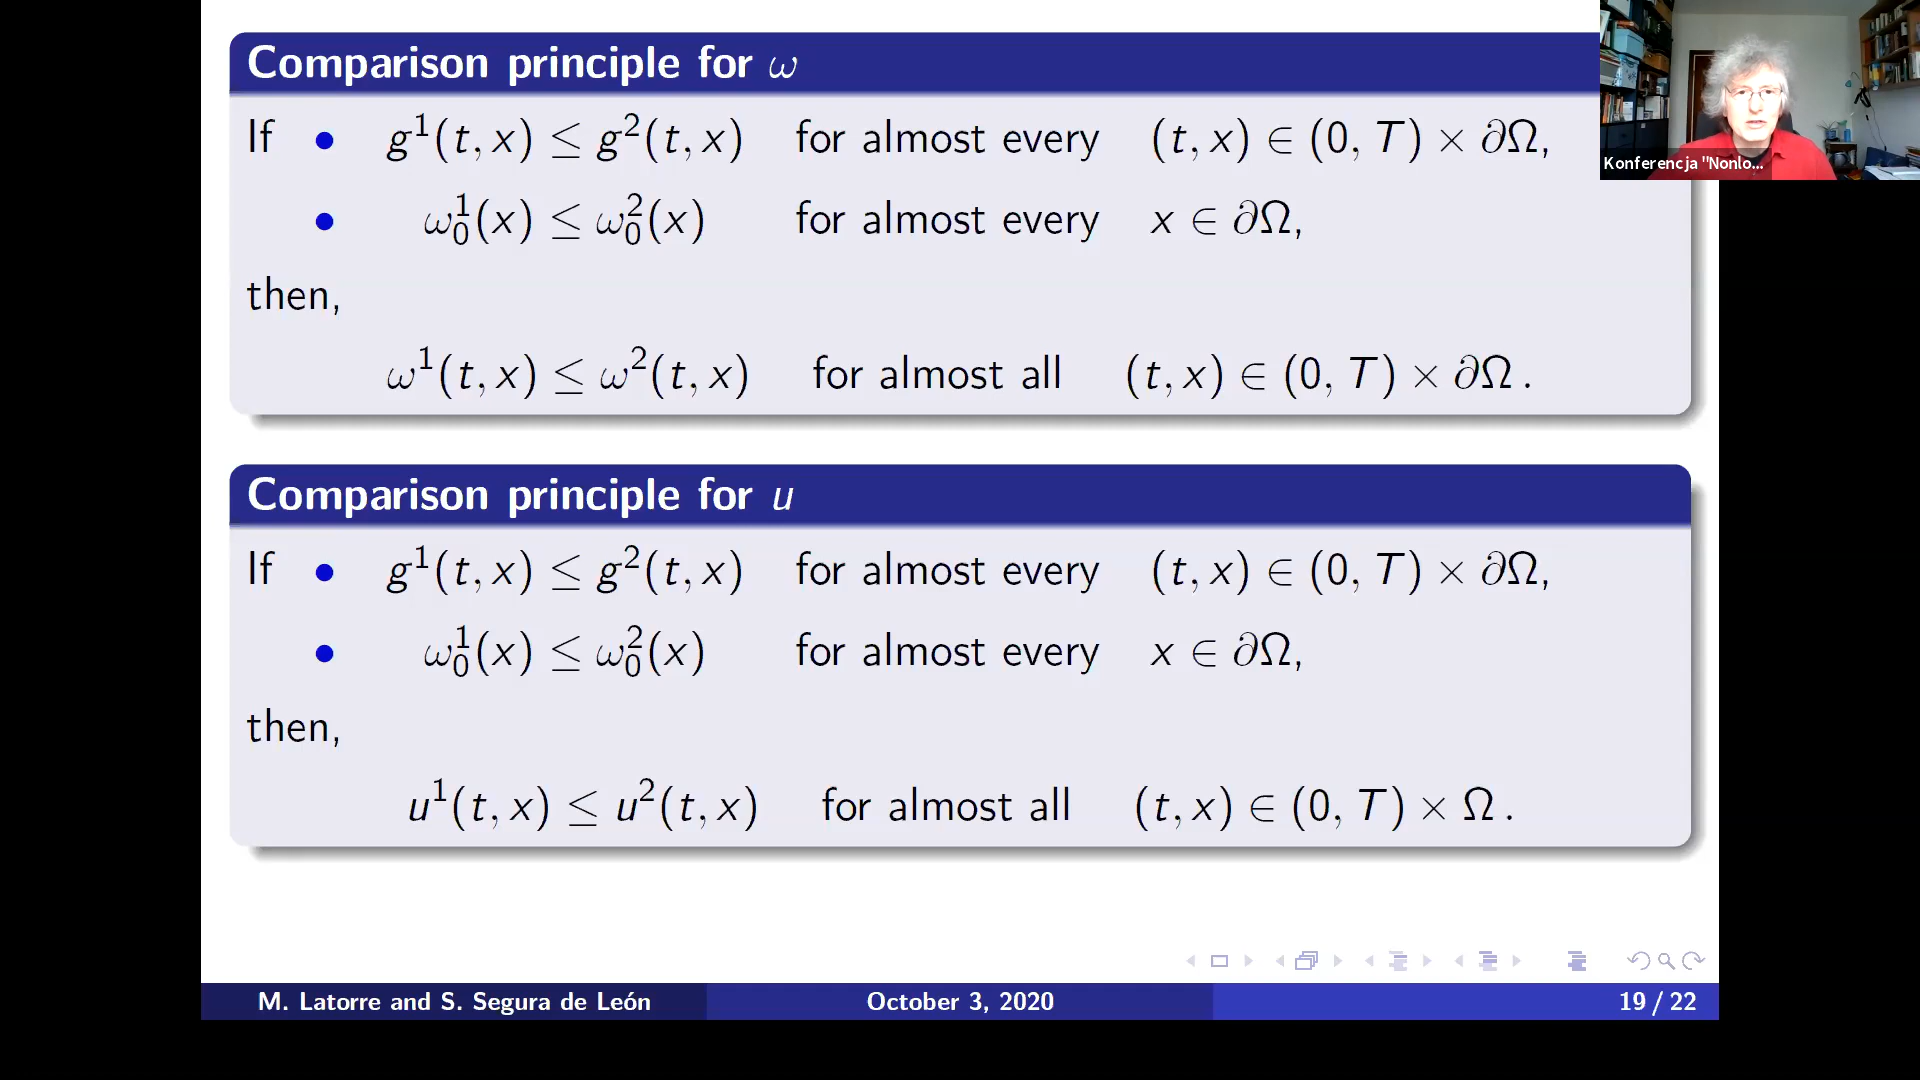 Comparison principle for ω
If • g¹(t, x) ≤ g²(t, x) for almost every (t, x) ∈ (0, T) × ∂Ω,
• ω₀¹(x) ≤ ω₀²(x) for almost every x ∈ ∂Ω,
then,
ω¹(t, x) ≤ ω²(t, x) for almost all (t, x) ∈ (0, T) × ∂Ω .
Konferencja "Nonlo...
Comparison principle for u
If • g¹(t, x) ≤ g²(t, x) for almost every (t, x) ∈ (0, T) × ∂Ω,
• ω₀¹(x) ≤ ω₀²(x) for almost every x ∈ ∂Ω,
then,
u¹(t, x) ≤ u²(t, x) for almost all (t, x) ∈ (0, T) × Ω .
M. Latorre and S. Segura de León October 3, 2020 19 / 22